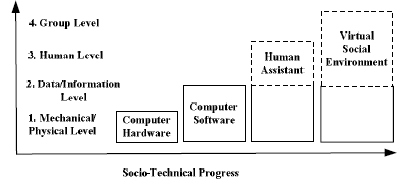 4. Group Level
3. Human Level
2. Data/Information
Level
1. Mechanical/
Physical Level
Computer
Hardware
Computer
Software
Human
Assistant
Virtual
Social
Environment
Socio-Technical Progress